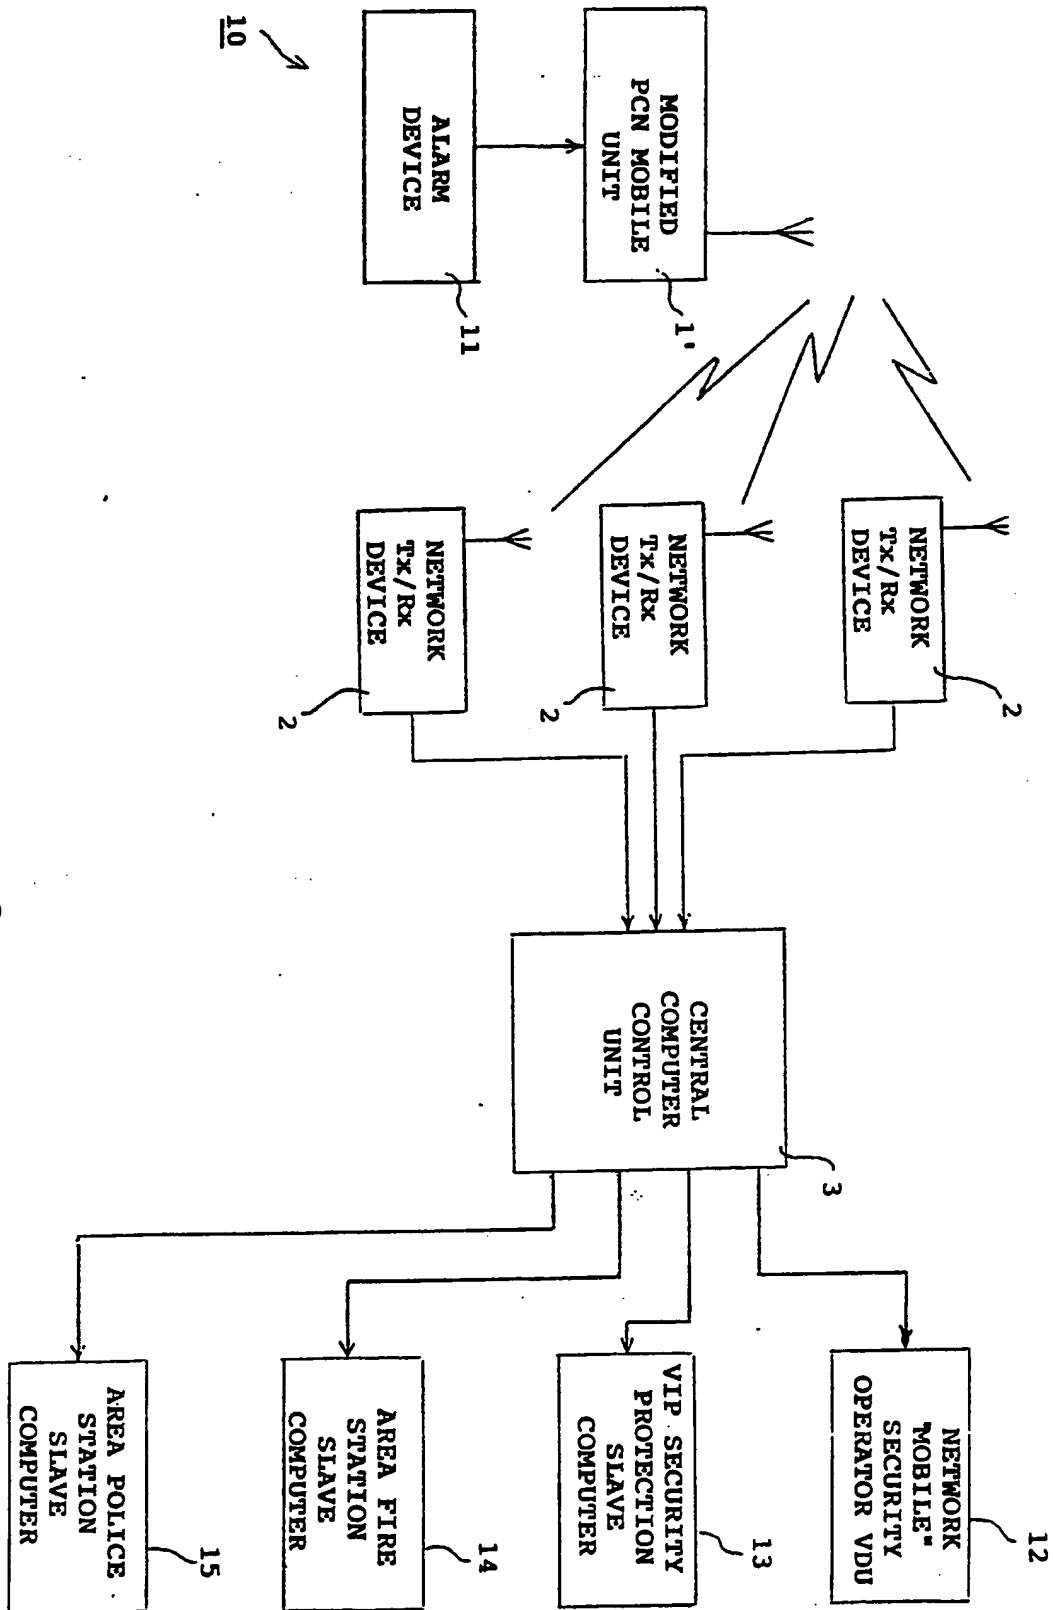 10
MODIFIED
PCN MOBILE
UNIT
1'
ALARM
DEVICE
11
NETWORK
Tx/Rx
DEVICE
2
NETWORK
Tx/Rx
DEVICE
2
NETWORK
Tx/Rx
DEVICE
2
CENTRAL
COMPUTER
CONTROL
UNIT
3
NETWORK
"MOBILE"
SECURITY
OPERATOR VDU
12
VIP SECURITY
PROTECTION
SLAVE
COMPUTER
13
AREA FIRE
STATION
SLAVE
COMPUTER
14
AREA POLICE
STATION
SLAVE
COMPUTER
15